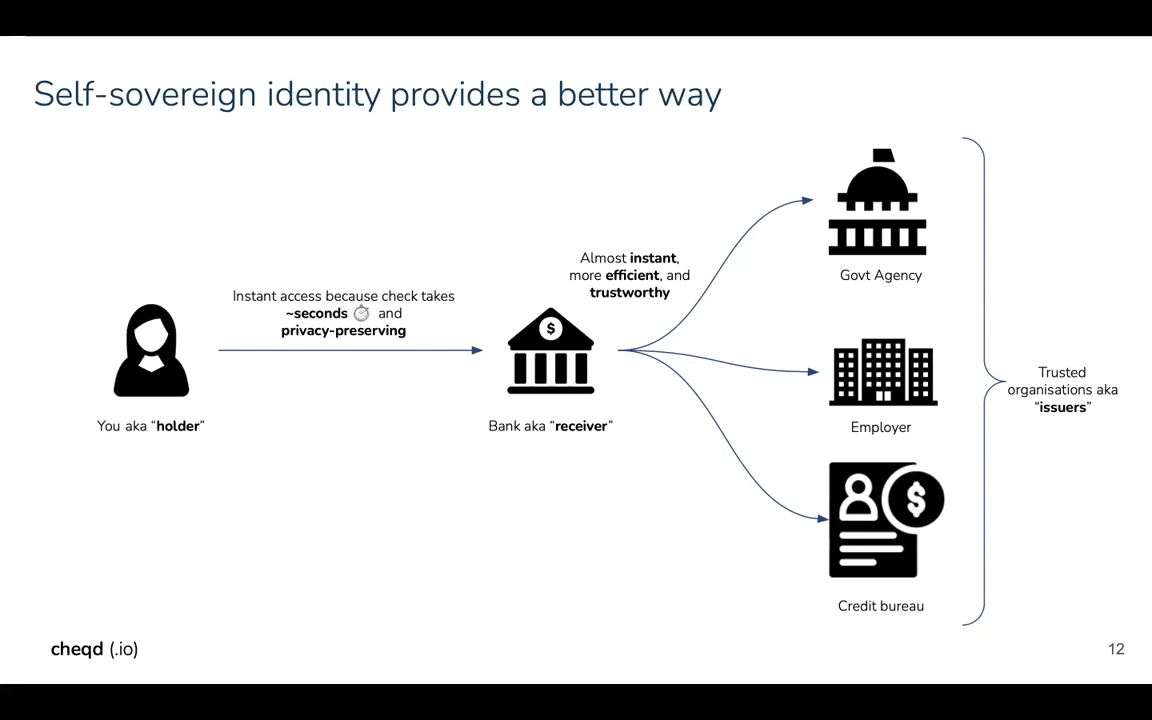 Self-sovereign identity provides a better way
Instant access because check takes
~seconds ⏱ and
privacy-preserving
You aka “holder”
$
Bank aka “receiver”
Almost instant,
more efficient, and
trustworthy
Govt Agency
Employer
$
Credit bureau
Trusted
organisations aka
“issuers”
cheqd (.io)
12